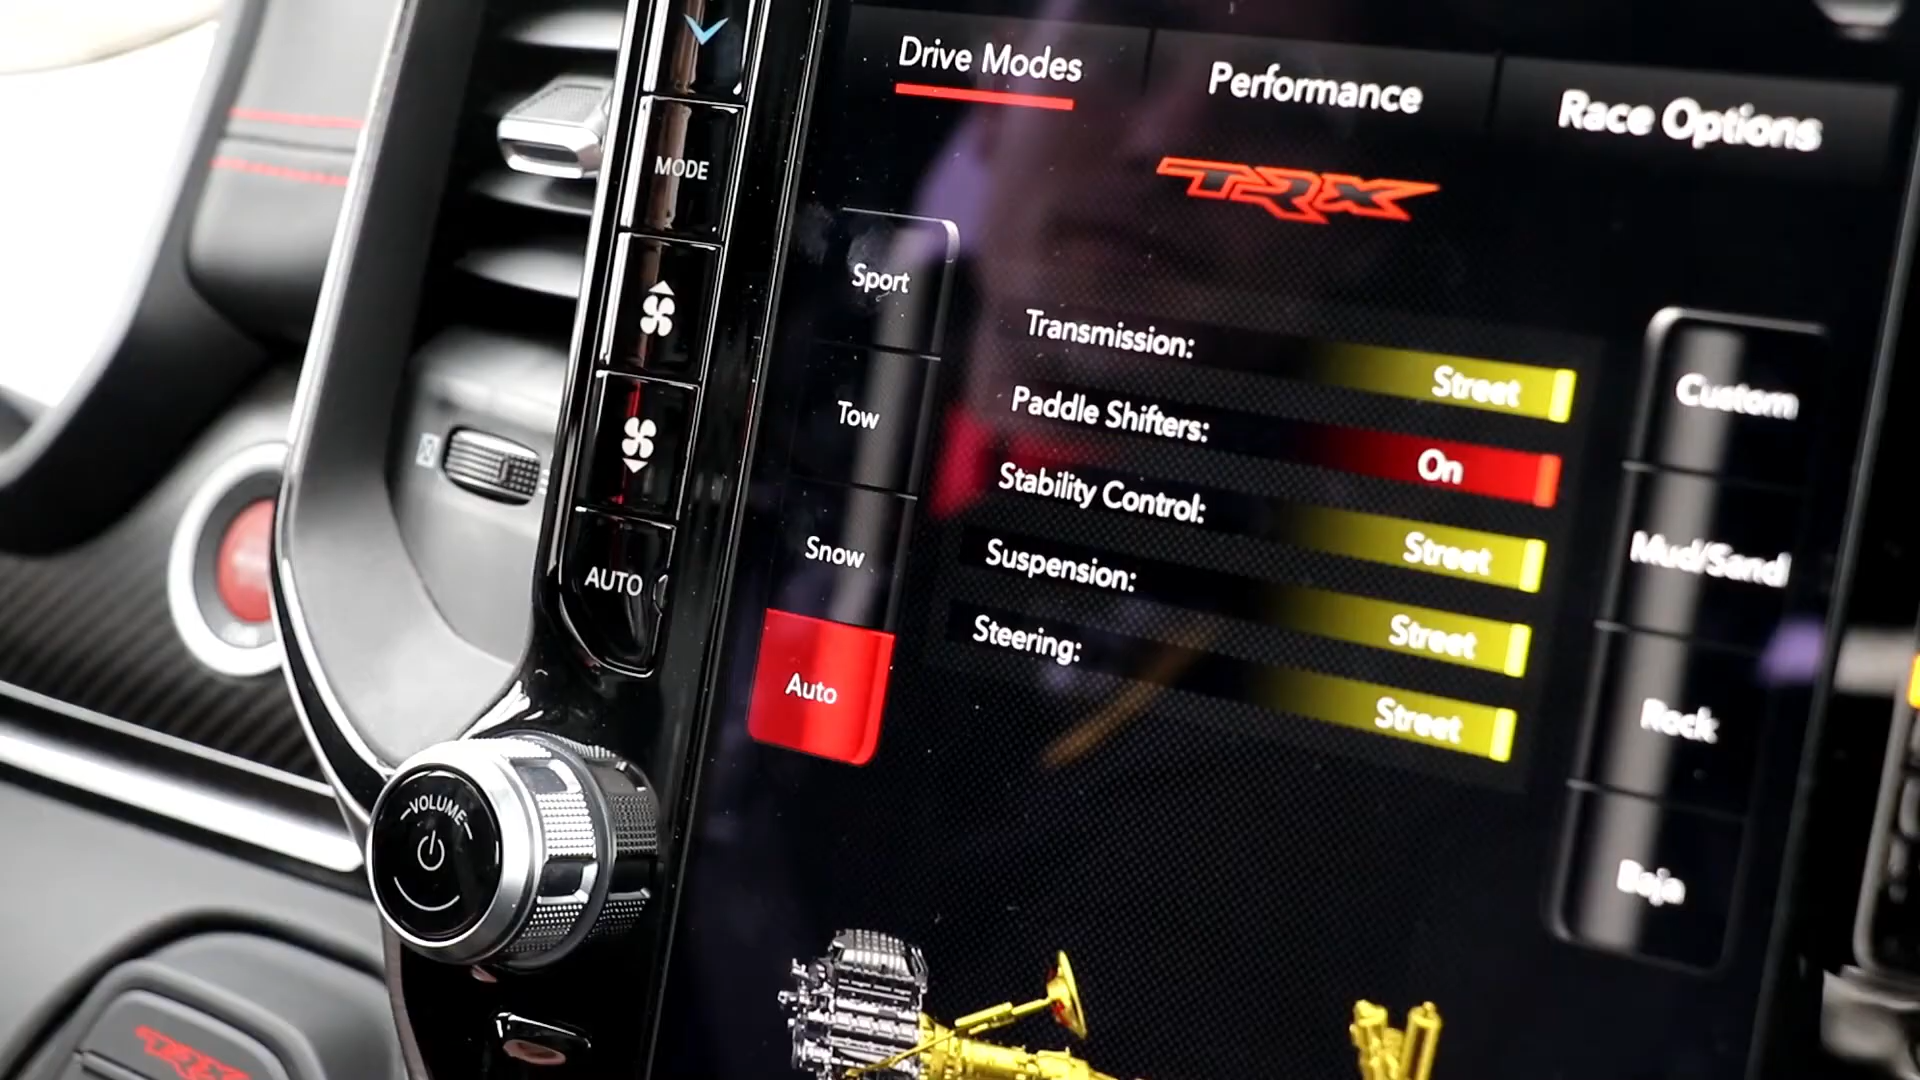 Drive Modes
Performance
Race Options
MODE
TRX
Sport
Tow
Snow
Auto
Transmission:
Street
Paddle Shifters:
On
Stability Control:
Street
Suspension:
Street
Steering:
Street
Custom
Mud/Sand
Rock
Baja
AUTO
VOLUME
TRX